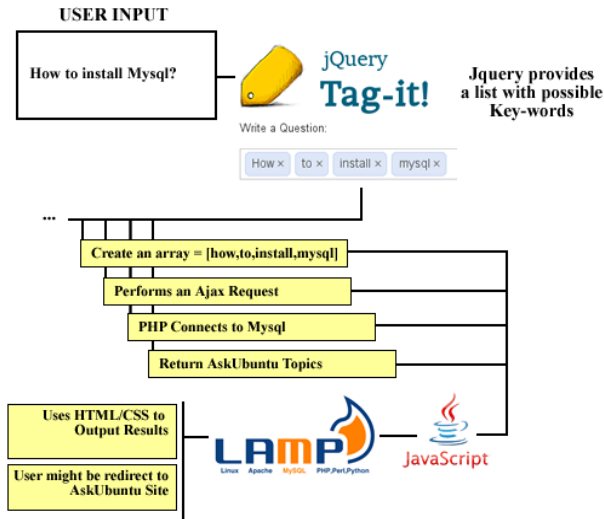 USER INPUT
How to install Mysql?
jQuery
Tag-it!
Jquery provides
a list with possible
Key-words
Write a Question:
How × to × install × mysql ×
...
Create an array = [how,to,install,mysql]
Performs an Ajax Request
PHP Connects to Mysql
Return AskUbuntu Topics
Uses HTML/CSS to
Output Results
User might be redirect to
AskUbuntu Site
LAMP
Linux Apache MySQL PHP,Perl,Python
JavaScript